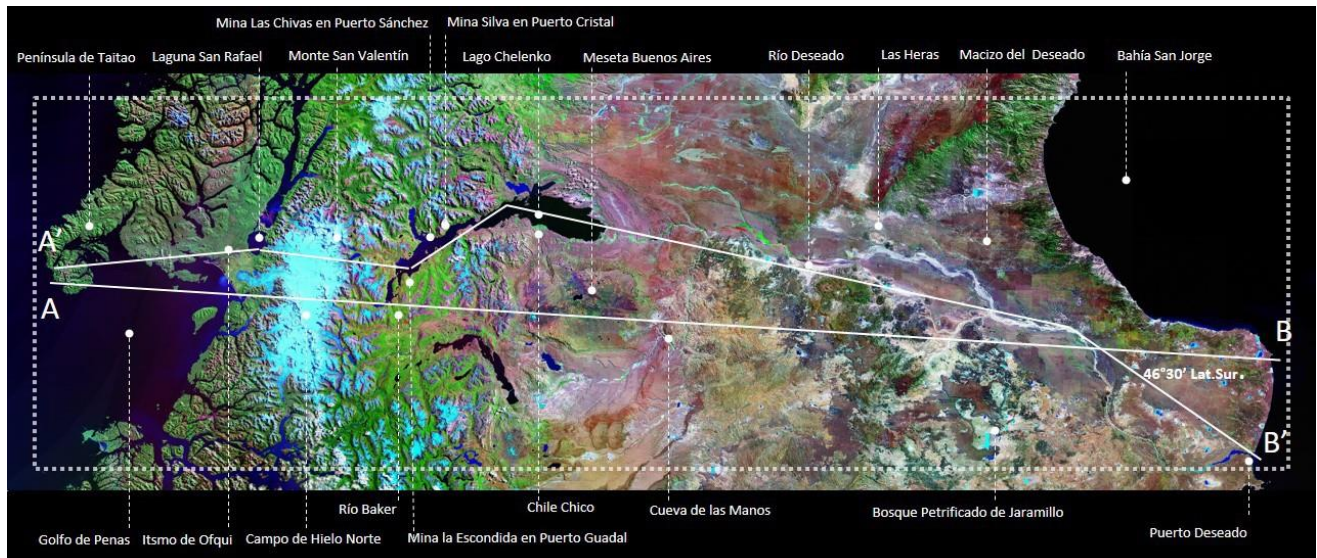 Mina Las Chivas en Puerto Sánchez
Mina Silva en Puerto Cristal
Península de Taitao
Laguna San Rafael
Monte San Valentín
Lago Chelenko
Meseta Buenos Aires
Río Deseado
Las Heras
Macizo del Deseado
Bahía San Jorge
A'
A
B
46°30' Lat.Sur.
B'
Río Baker
Chile Chico
Cueva de las Manos
Bosque Petrificado de Jaramillo
Puerto Deseado
Golfo de Penas
Itsmo de Ofqui
Campo de Hielo Norte
Mina la Escondida en Puerto Guadal